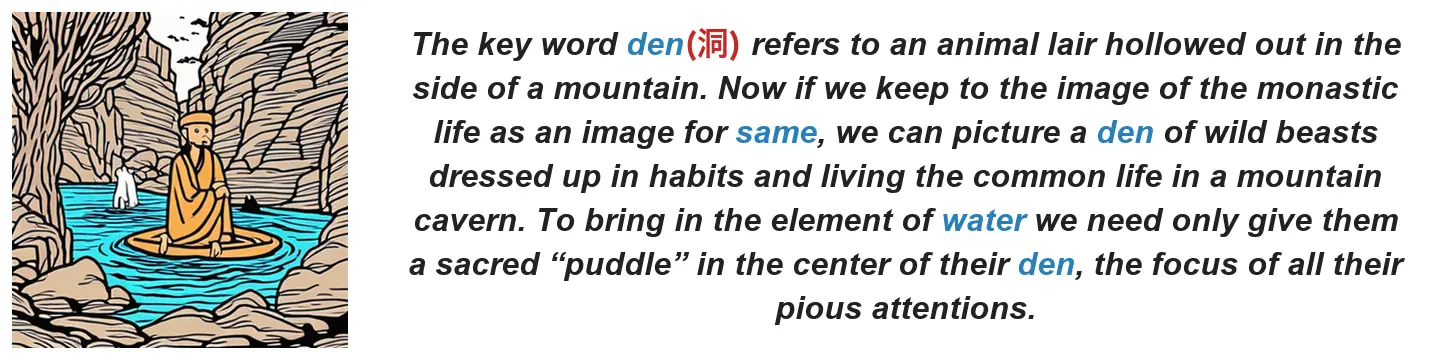 The key word den(洞) refers to an animal lair hollowed out in the
side of a mountain. Now if we keep to the image of the monastic
life as an image for same, we can picture a den of wild beasts
dressed up in habits and living the common life in a mountain
cavern. To bring in the element of water we need only give them
a sacred “puddle” in the center of their den, the focus of all their
pious attentions.